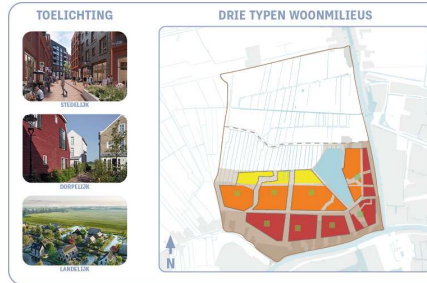 TOELICHTING
DRIE TYPEN WOONMILIEUS
STEDELIJK
DORPELIJK
LANDELIJK
N